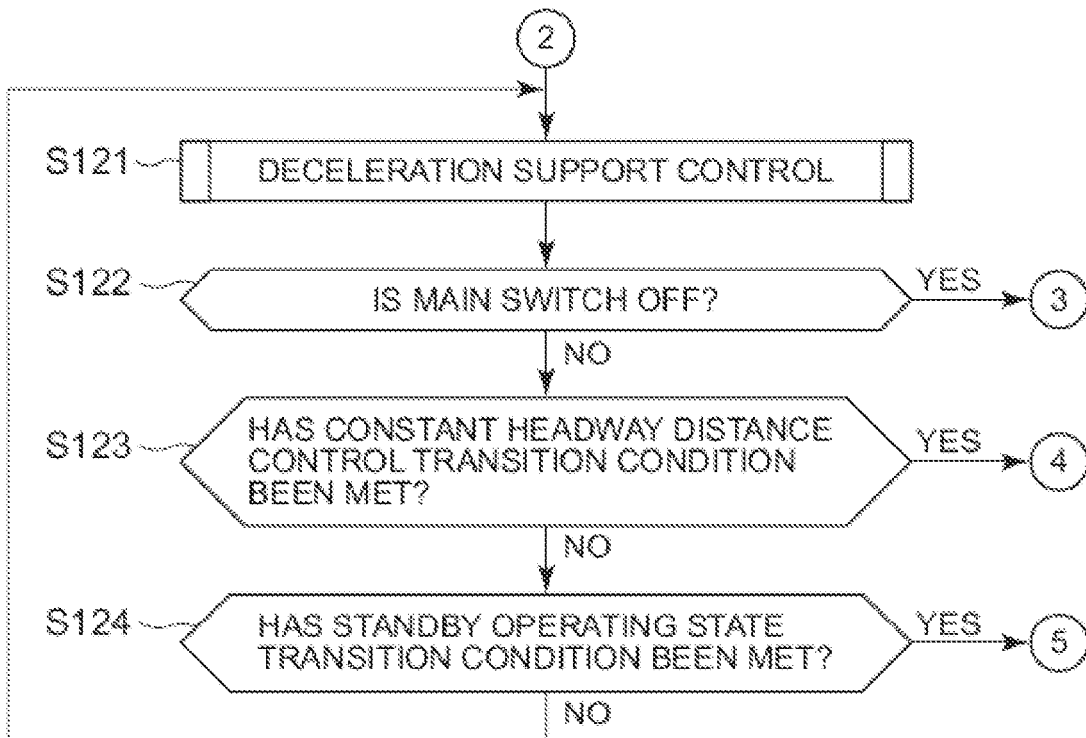 2
S121
DECELERATION SUPPORT CONTROL
S122
IS MAIN SWITCH OFF?
YES
3
NO
S123
HAS CONSTANT HEADWAY DISTANCE
CONTROL TRANSITION CONDITION
BEEN MET?
YES
4
NO
S124
HAS STANDBY OPERATING STATE
TRANSITION CONDITION BEEN MET?
YES
5
NO